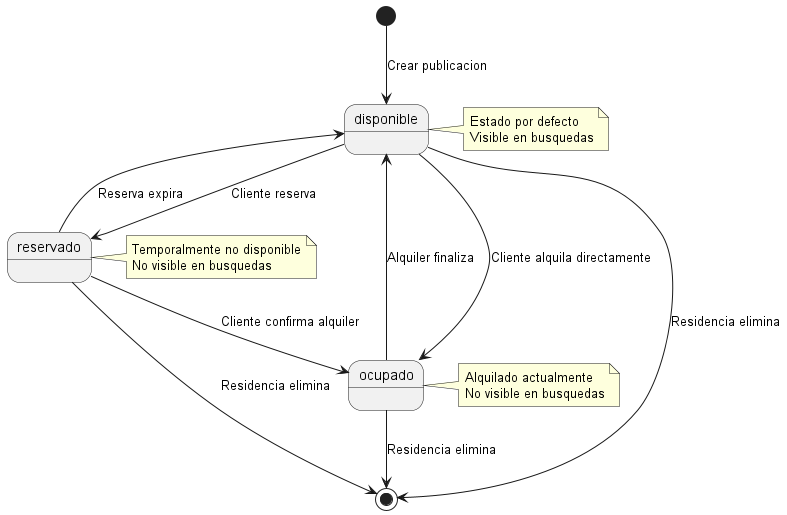 Crear publicacion
disponible
Estado por defecto
Visible en busquedas
Reserva expira
Cliente reserva
reservado
Temporalmente no disponible
No visible en busquedas
Alquiler finaliza
Cliente alquila directamente
Cliente confirma alquiler
Residencia elimina
ocupado
Alquilado actualmente
No visible en busquedas
Residencia elimina
Residencia elimina